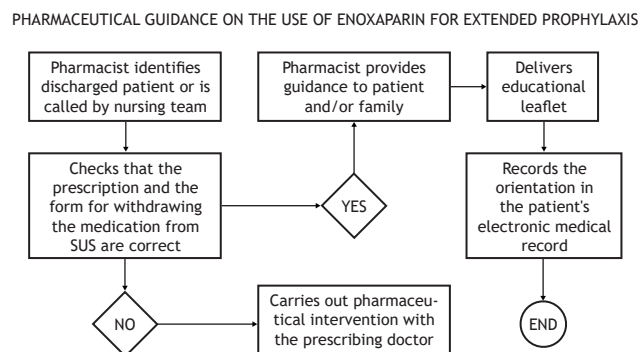 PHARMACEUTICAL GUIDANCE ON THE USE OF ENOXAPARIN FOR EXTENDED PROPHYLAXIS
Pharmacist identifies
discharged patient or is
called by nursing team
Pharmacist provides
guidance to patient
and/or family
Delivers
educational
leaflet
Checks that the
prescription and the
form for withdrawing
the medication from
SUS are correct
YES
Records the
orientation in
the patient's
electronic medical
record
NO
Carries out pharmaceu-
tical intervention with
the prescribing doctor
END